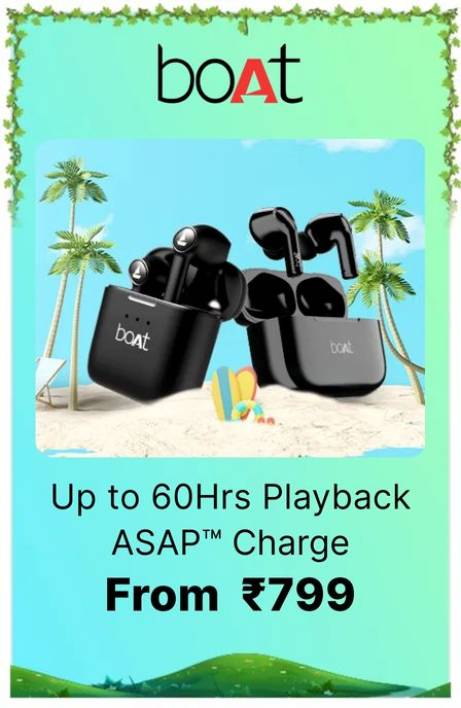 boAt
boAt
boAt
Up to 60Hrs Playback
ASAP™ Charge
From ₹799